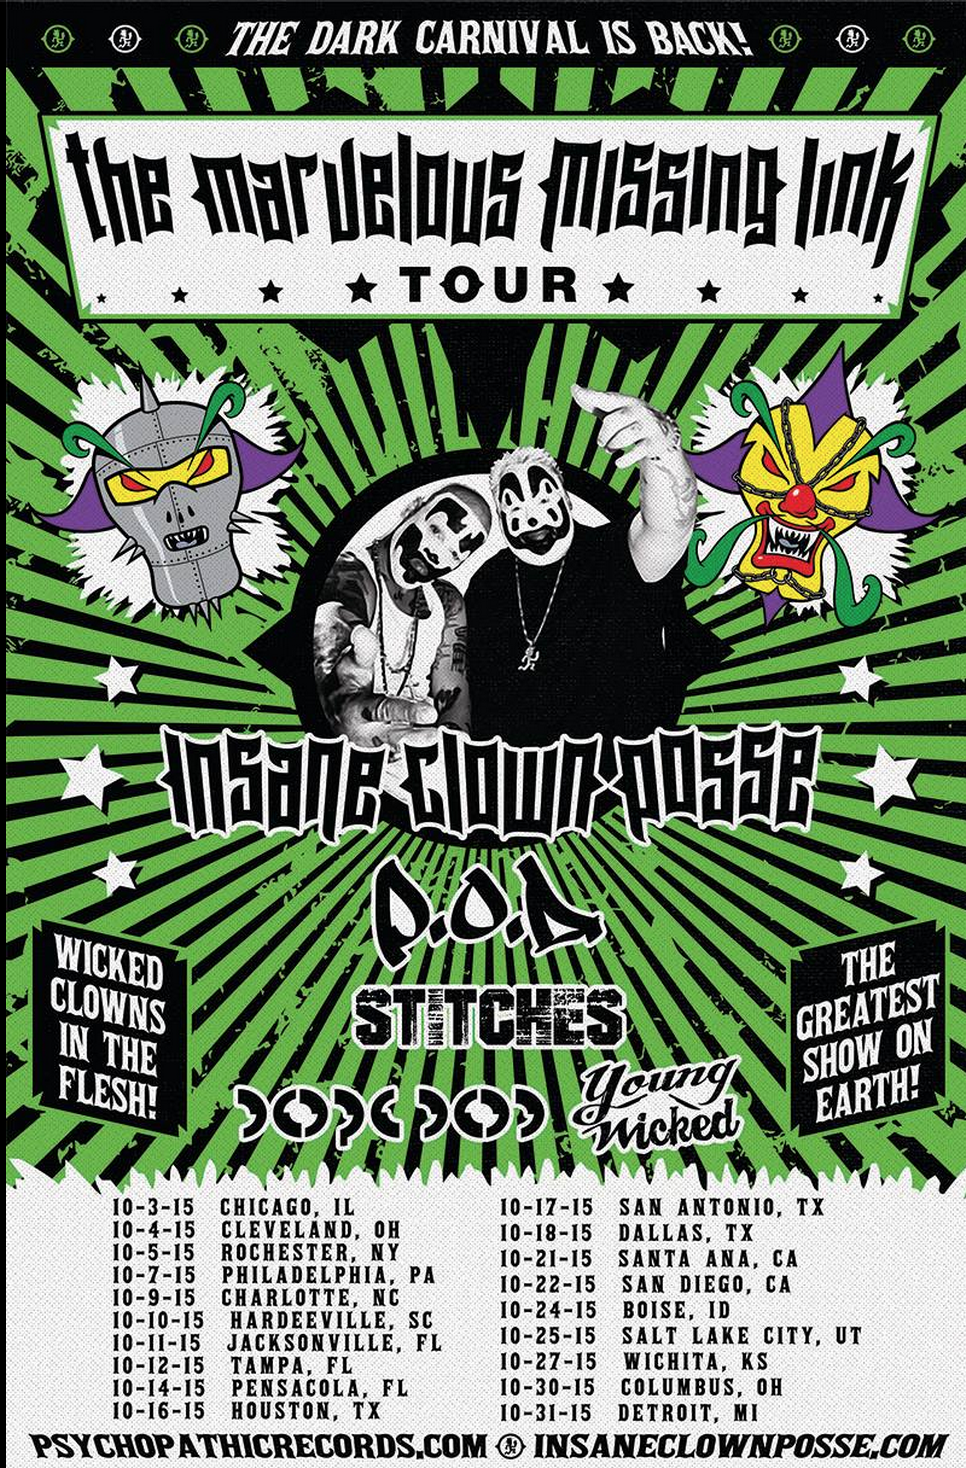 THE DARK CARNIVAL IS BACK!
the marvelous missing link
TOUR
insane clown posse
P.O.D
STITCHES
DOPE DOD
Young
Wicked
WICKED
CLOWNS
IN THE
FLESH!
THE
GREATEST
SHOW ON
EARTH!
10-3-15 CHICAGO, IL
10-4-15 CLEVELAND, OH
10-5-15 ROCHESTER, NY
10-7-15 PHILADELPHIA, PA
10-9-15 CHARLOTTE, NC
10-10-15 HARDEEVILLE, SC
10-11-15 JACKSONVILLE, FL
10-12-15 TAMPA, FL
10-14-15 PENSACOLA, FL
10-16-15 HOUSTON, TX
10-17-15 SAN ANTONIO, TX
10-18-15 DALLAS, TX
10-21-15 SANTA ANA, CA
10-22-15 SAN DIEGO, CA
10-24-15 BOISE, ID
10-25-15 SALT LAKE CITY, UT
10-27-15 WICHITA, KS
10-30-15 COLUMBUS, OH
10-31-15 DETROIT, MI
PSYCHOPATHICRECORDS.COM INSANECLOWNPOSSE.COM